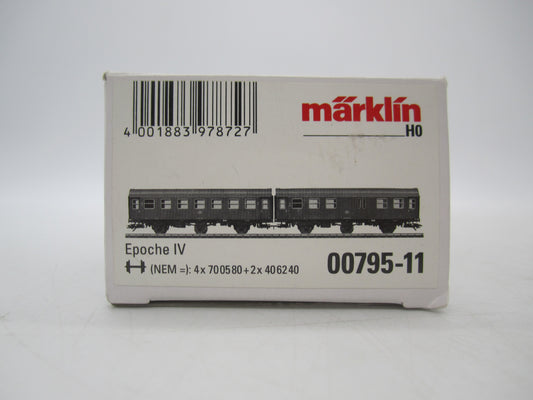 märklin
H0
4 001883 978727
Epoche IV
(NEM =): 4x 700580+2x 406240
00795-11